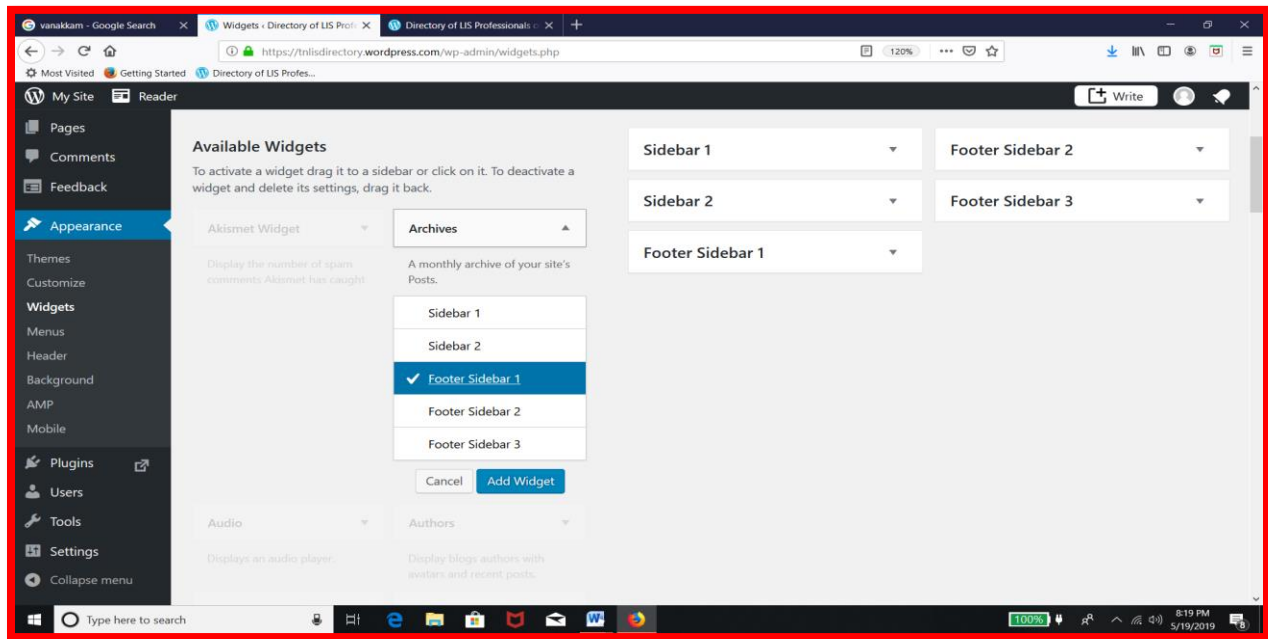 vanakkam - Google Search
Widgets ‹ Directory of LIS Prof
Directory of LIS Professionals
https://tnlisdirectory.wordpress.com/wp-admin/widgets.php
120%
Most Visited
Getting Started
Directory of LIS Profes...
My Site
Reader
Write
Pages
Comments
Feedback
Appearance
Themes
Customize
Widgets
Menus
Header
Background
AMP
Mobile
Plugins
Users
Tools
Settings
Collapse menu
Available Widgets
To activate a widget drag it to a sidebar or click on it. To deactivate a
widget and delete its settings, drag it back.
Akismet Widget
Display the number of spam
comments Akismet has caught
Archives
A monthly archive of your site's
Posts.
Sidebar 1
Sidebar 2
Footer Sidebar 1
Footer Sidebar 2
Footer Sidebar 3
Cancel
Add Widget
Audio
Displays an audio player.
Authors
Display blogs authors with
avatars and recent posts.
Sidebar 1
Sidebar 2
Footer Sidebar 1
Footer Sidebar 2
Footer Sidebar 3
Type here to search
100%
8:19 PM
5/19/2019
8